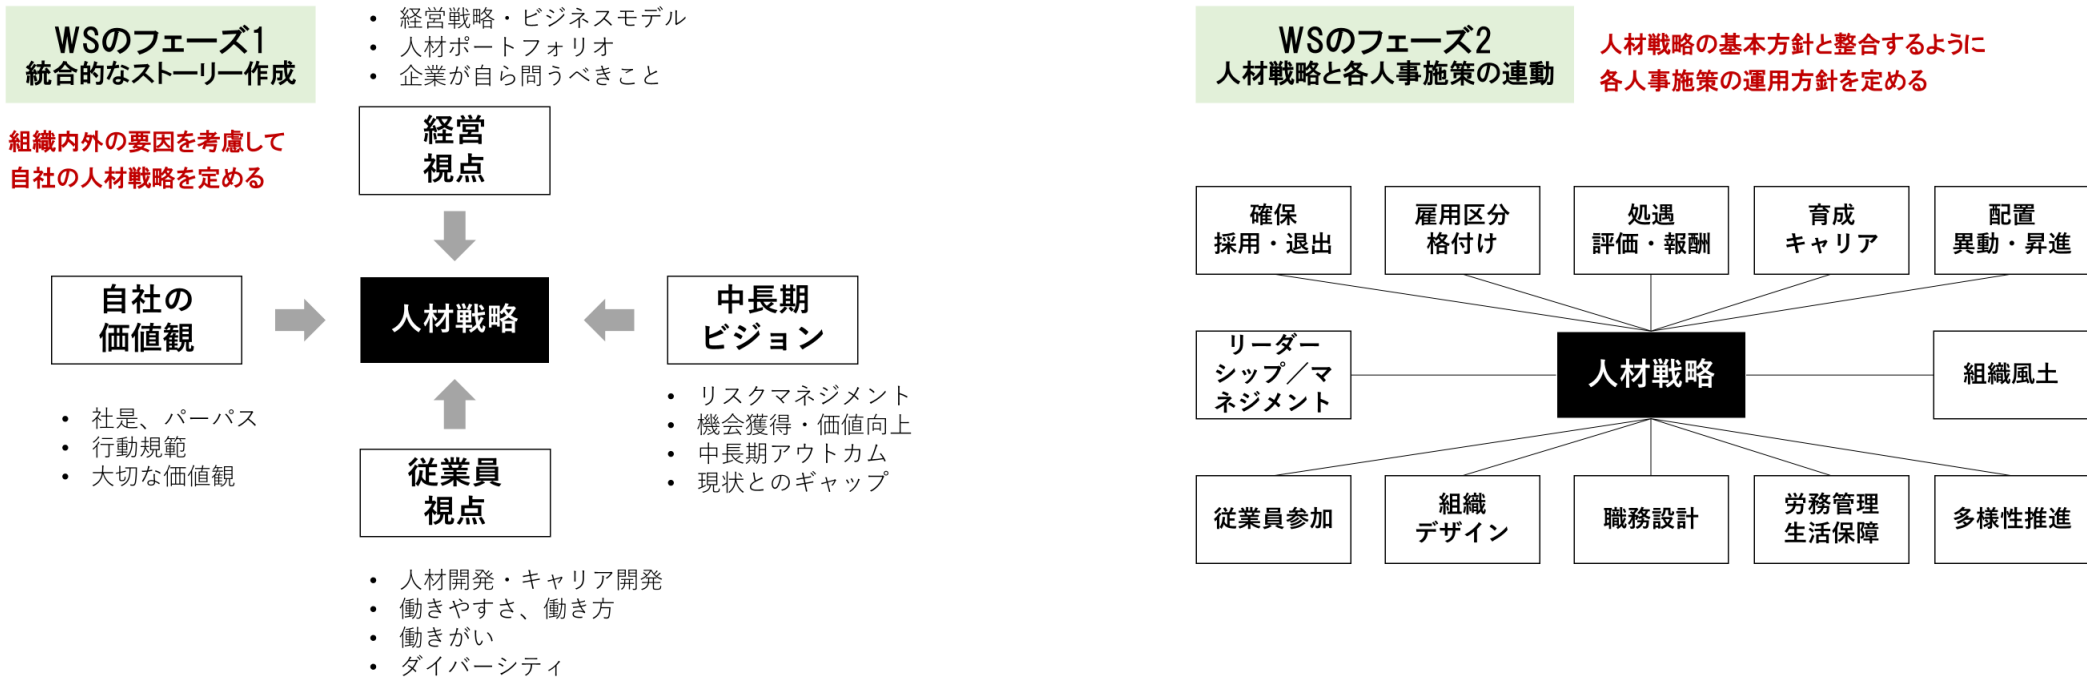 WSのフェーズ1
統合的なストーリー作成
組織内外の要因を考慮して
自社の人材戦略を定める
• 経営戦略・ビジネスモデル
• 人材ポートフォリオ
• 企業が自ら問うべきこと
経営
視点
自社の
価値観
人材戦略
中長期
ビジョン
• 社是、パーパス
• 行動規範
• 大切な価値観
• リスクマネジメント
• 機会獲得・価値向上
• 中長期アウトカム
• 現状とのギャップ
従業員
視点
• 人材開発・キャリア開発
• 働きやすさ、働き方
• 働きがい
• ダイバーシティ
WSのフェーズ2
人材戦略と各人事施策の連動
人材戦略の基本方針と整合するように
各人事施策の運用方針を定める
確保
採用・退出
雇用区分
格付け
処遇
評価・報酬
育成
キャリア
配置
異動・昇進
リーダー
シップ／マ
ネジメント
人材戦略
組織風土
従業員参加
組織
デザイン
職務設計
労務管理
生活保障
多様性推進